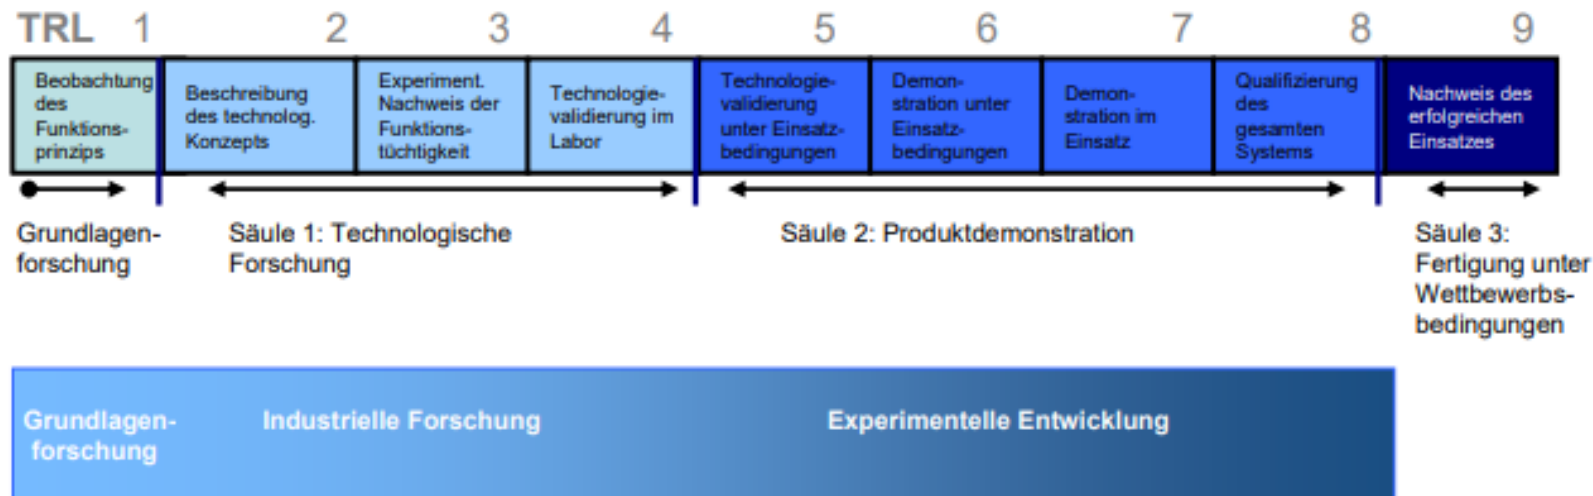 TRL 1 2 3 4 5 6 7 8 9
Beobachtung
des
Funktions-
prinzips
Beschreibung
des technolog.
Konzepts
Experiment.
Nachweis der
Funktions-
tüchtigkeit
Technologie-
validierung im
Labor
Technologie-
validierung
unter Einsatz-
bedingungen
Demon-
stration unter
Einsatz-
bedingungen
Demon-
stration im
Einsatz
Qualifizierung
des
gesamten
Systems
Nachweis des
erfolgreichen
Einsatzes
Grundlagen-
forschung
Säule 1: Technologische
Forschung
Säule 2: Produktdemonstration
Säule 3:
Fertigung unter
Wettbewerbs-
bedingungen
Grundlagen-
forschung
Industrielle Forschung
Experimentelle Entwicklung